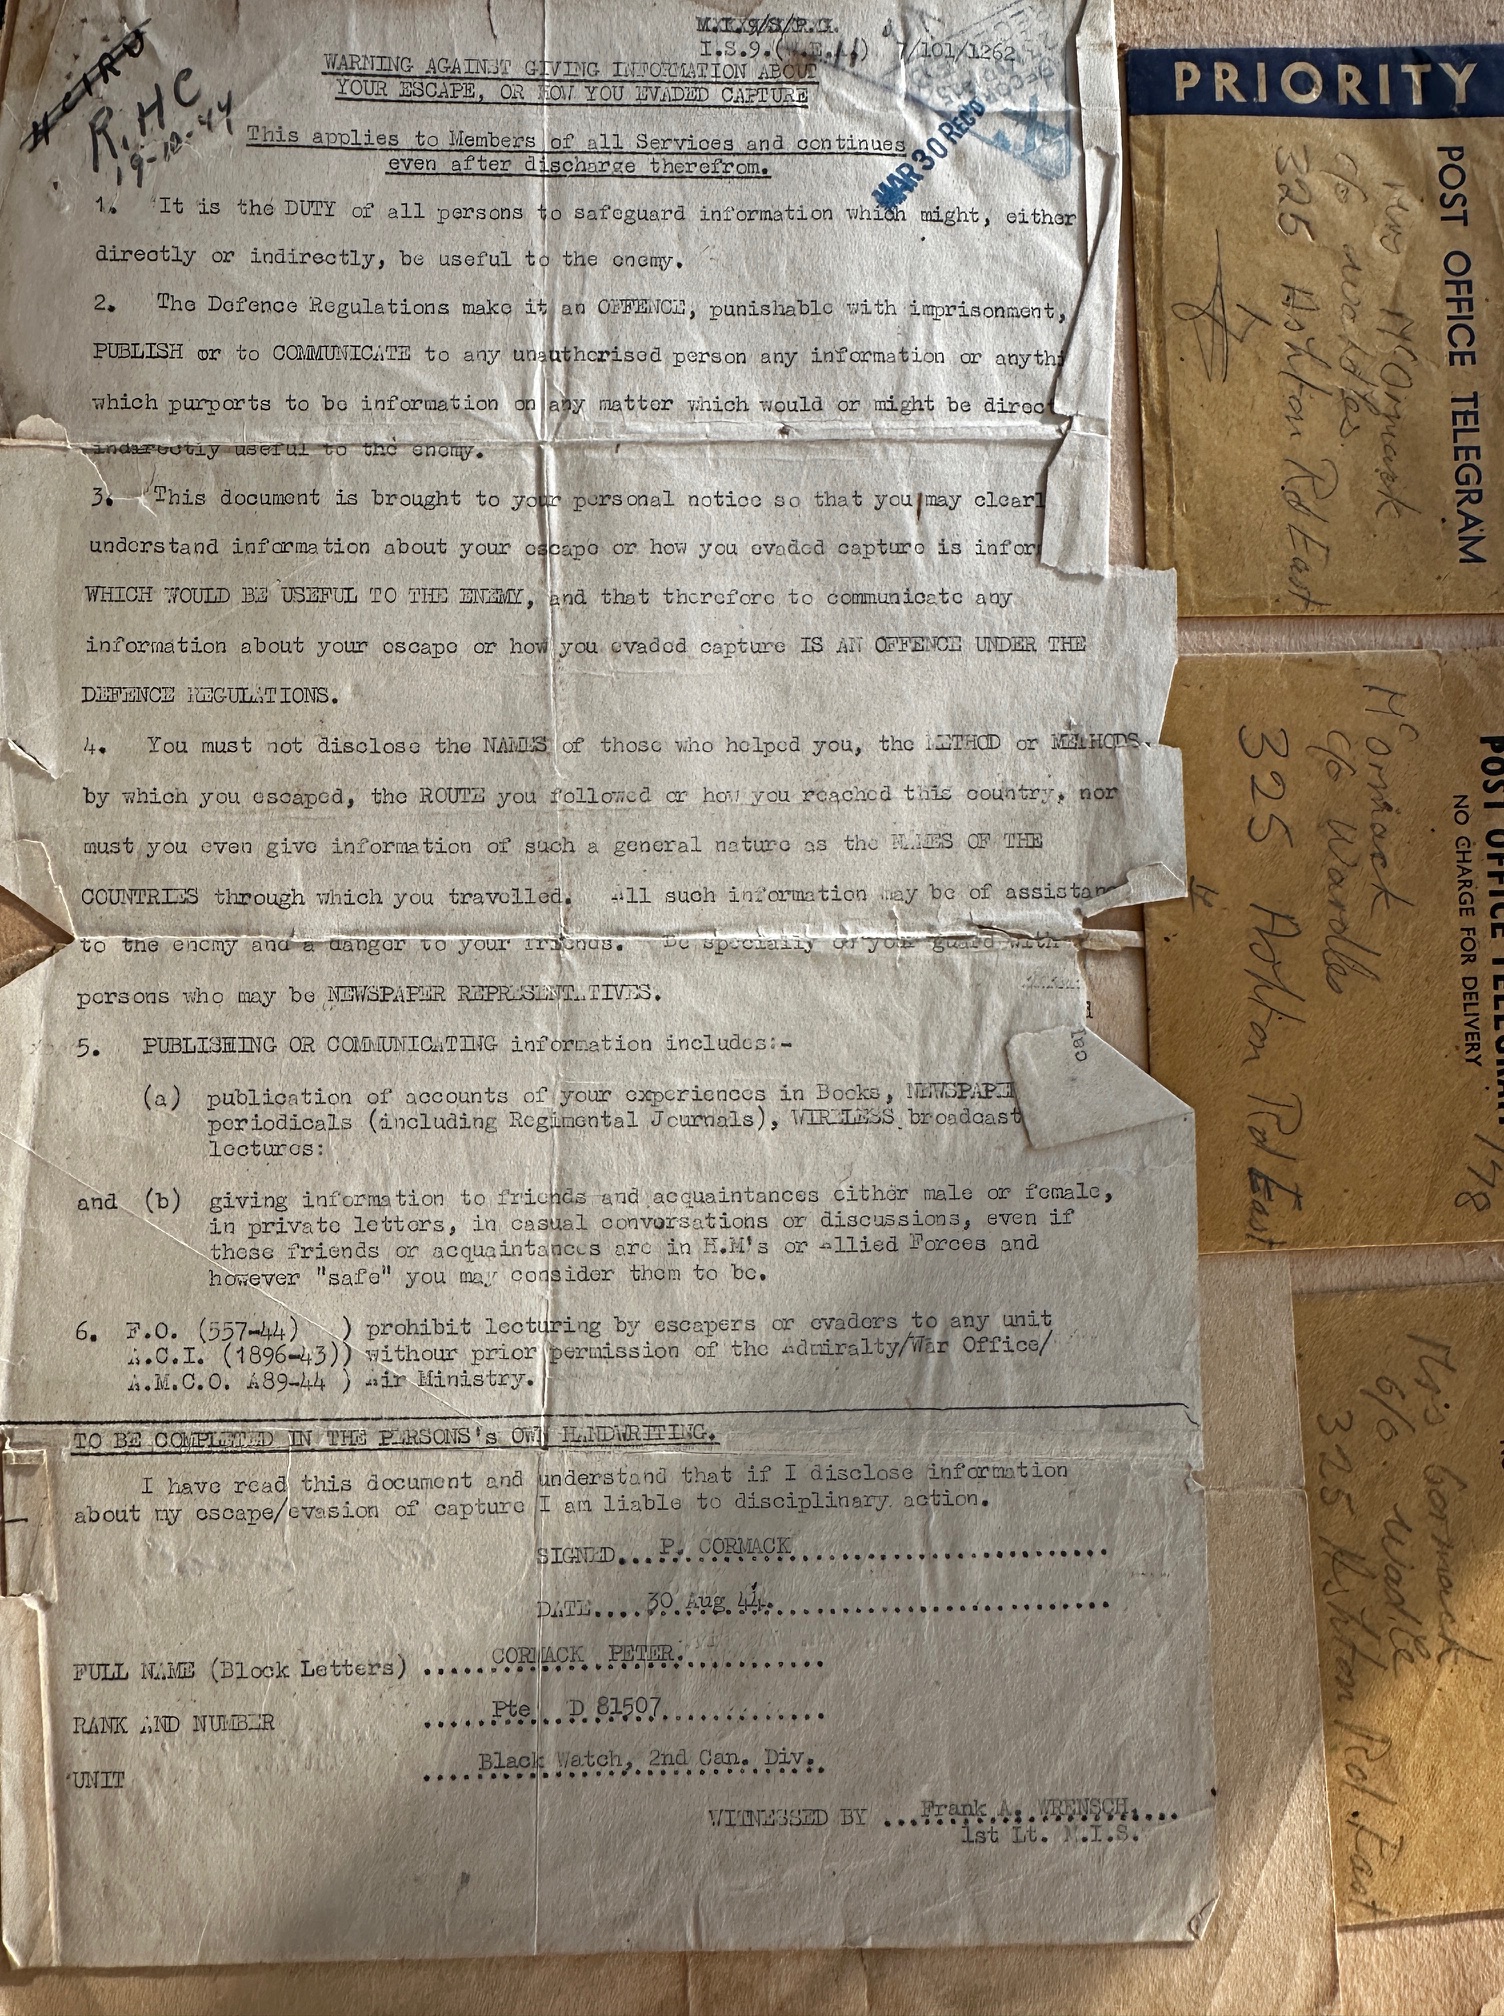 M.I.9/S/P.G.
I.S.9.(W.E.A.) 7/101/1262
WARNING AGAINST GIVING INFORMATION ABOUT
YOUR ESCAPE, OR HOW YOU EVADED CAPTURE
R.H.C
19-10-44
MAR 30 REC'D
This applies to Members of all Services and continues
even after discharge therefrom.
1. It is the DUTY of all persons to safeguard information which might, either
directly or indirectly, be useful to the enemy.
2. The Defence Regulations make it an OFFENCE, punishable with imprisonment,
PUBLISH or to COMMUNICATE to any unauthorised person any information or anythi
which purports to be information on any matter which would or might be direct
indirectly useful to the enemy.
3. This document is brought to your personal notice so that you may clearl
understand information about your escape or how you evaded capture is infor
WHICH WOULD BE USEFUL TO THE ENEMY, and that therefore to communicate any
information about your escape or how you evaded capture IS AN OFFENCE UNDER THE
DEFENCE REGULATIONS.
4. You must not disclose the NAMES of those who helped you, the METHOD or METHODS
by which you escaped, the ROUTE you followed or how you reached this country, nor
must you even give information of such a general nature as the NAMES OF THE
COUNTRIES through which you travelled. All such information may be of assistan
to the enemy and a danger to your friends. Be specially on your guard with
persons who may be NEWSPAPER REPRESENTATIVES.
5. PUBLISHING OR COMMUNICATING information includes:-
(a) publication of accounts of your experiences in Books, NEWSPAPE
periodicals (including Regimental Journals), WIRELESS broadcast
lectures:
and (b) giving information to friends and acquaintances either male or female,
in private letters, in casual conversations or discussions, even if
these friends or acquaintances are in H.M's or Allied Forces and
however "safe" you may consider them to be.
6. F.O. (557-44) ) prohibit lecturing by escapers or evaders to any unit
A.C.I. (1896-43)) withour prior permission of the Admiralty/War Office/
A.M.C.O. A89-44 ) Air Ministry.
TO BE COMPLETED IN THE PERSONS's OWN HANDWRITING.
I have read this document and understand that if I disclose information
about my escape/evasion of capture I am liable to disciplinary action.
SIGNED....P. CORMACK
DATE....30 Aug 44.
FULL NAME (Block Letters) CORMACK PETER.
RANK AND NUMBER Pte D 81507
UNIT Black Watch, 2nd Can. Div.
WITNESSED BY ...Frank A. WRENSCH....
1st Lt. M.I.S.
cal
PRIORITY
POST OFFICE TELEGRAM
Mrs McOrmack
c/o
325 Ashton Rd East
POST OFFICE TELEGRAM
NO CHARGE FOR DELIVERY
178
McOrmack
c/o Wardles
325 Ashton Rd East
Mrs Cormack
c/o Wardle
325 Ashton Rd. East